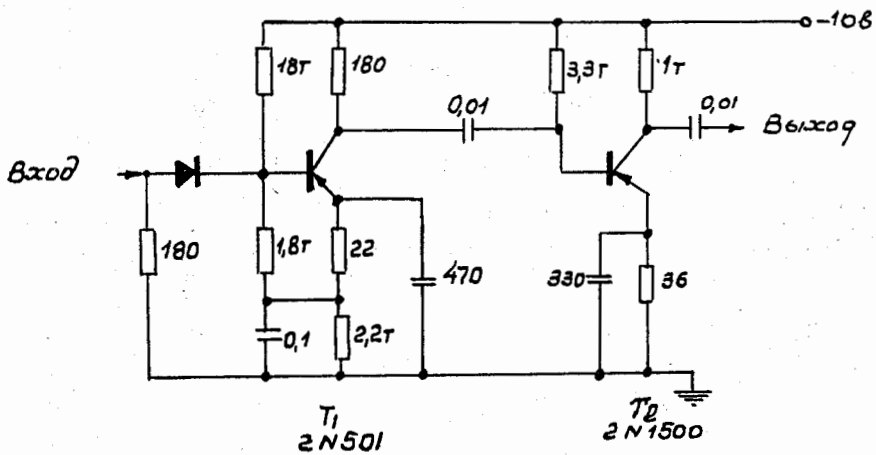 -10в
18т
180
3,3т
1т
0,01
0,01
Выход
Вход
180
1,8т
22
470
330
36
0,1
2,2т
T1
2N501
T2
2N1500